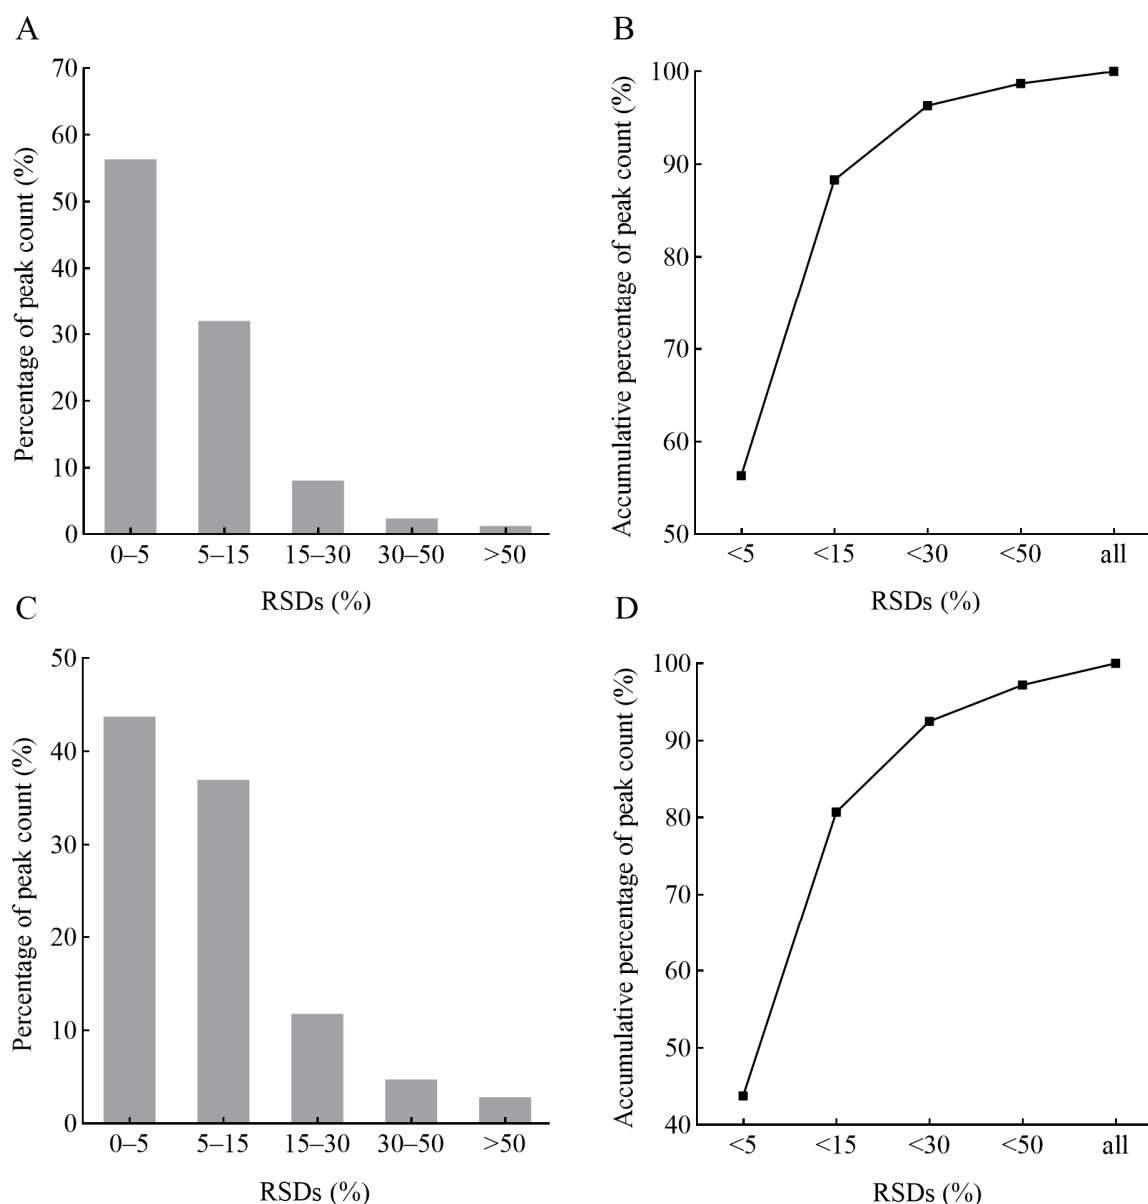 A
Percentage of peak count (%)
70
60
50
40
30
20
10
0
0–5 5–15 15–30 30–50 >50
RSDs (%)
B
Accumulative percentage of peak count (%)
100
90
80
70
60
50
<5 <15 <30 <50 all
RSDs (%)
C
Percentage of peak count (%)
50
40
30
20
10
0
0–5 5–15 15–30 30–50 >50
RSDs (%)
D
Accumulative percentage of peak count (%)
100
90
80
70
60
50
40
<5 <15 <30 <50 all
RSDs (%)